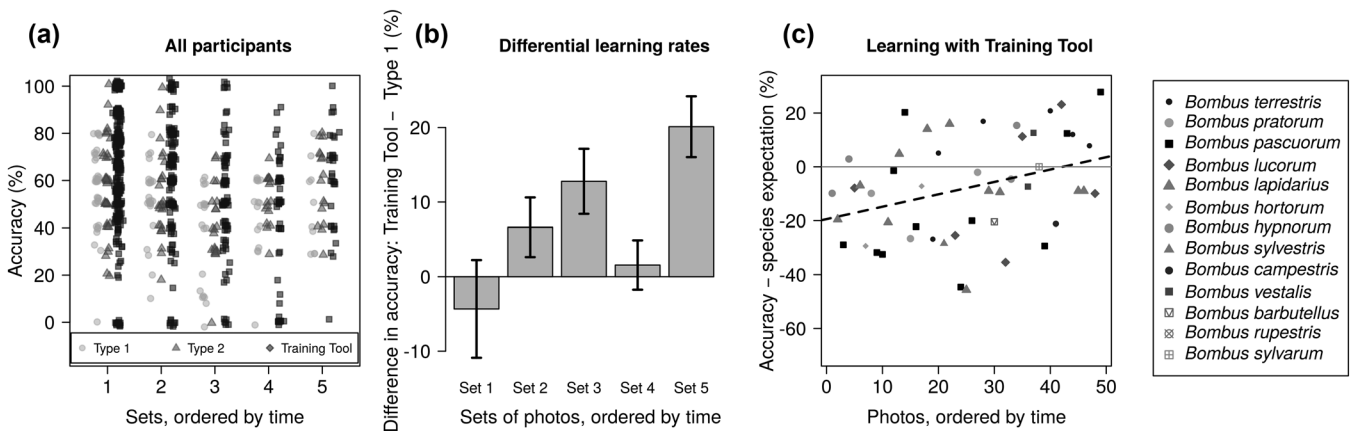 (a)
All participants
Accuracy (%)
100
80
60
40
20
0
Type 1
Type 2
Training Tool
1 2 3 4 5
Sets, ordered by time
(b)
Differential learning rates
Difference in accuracy: Training Tool – Type 1 (%)
20
10
0
-10
Set 1 Set 2 Set 3 Set 4 Set 5
Sets of photos, ordered by time
(c)
Learning with Training Tool
Accuracy – species expectation (%)
20
0
-20
-40
-60
0 10 20 30 40 50
Photos, ordered by time
Bombus terrestris
Bombus pratorum
Bombus pascuorum
Bombus lucorum
Bombus lapidarius
Bombus hortorum
Bombus hypnorum
Bombus sylvestris
Bombus campestris
Bombus vestalis
Bombus barbutellus
Bombus rupestris
Bombus sylvarum